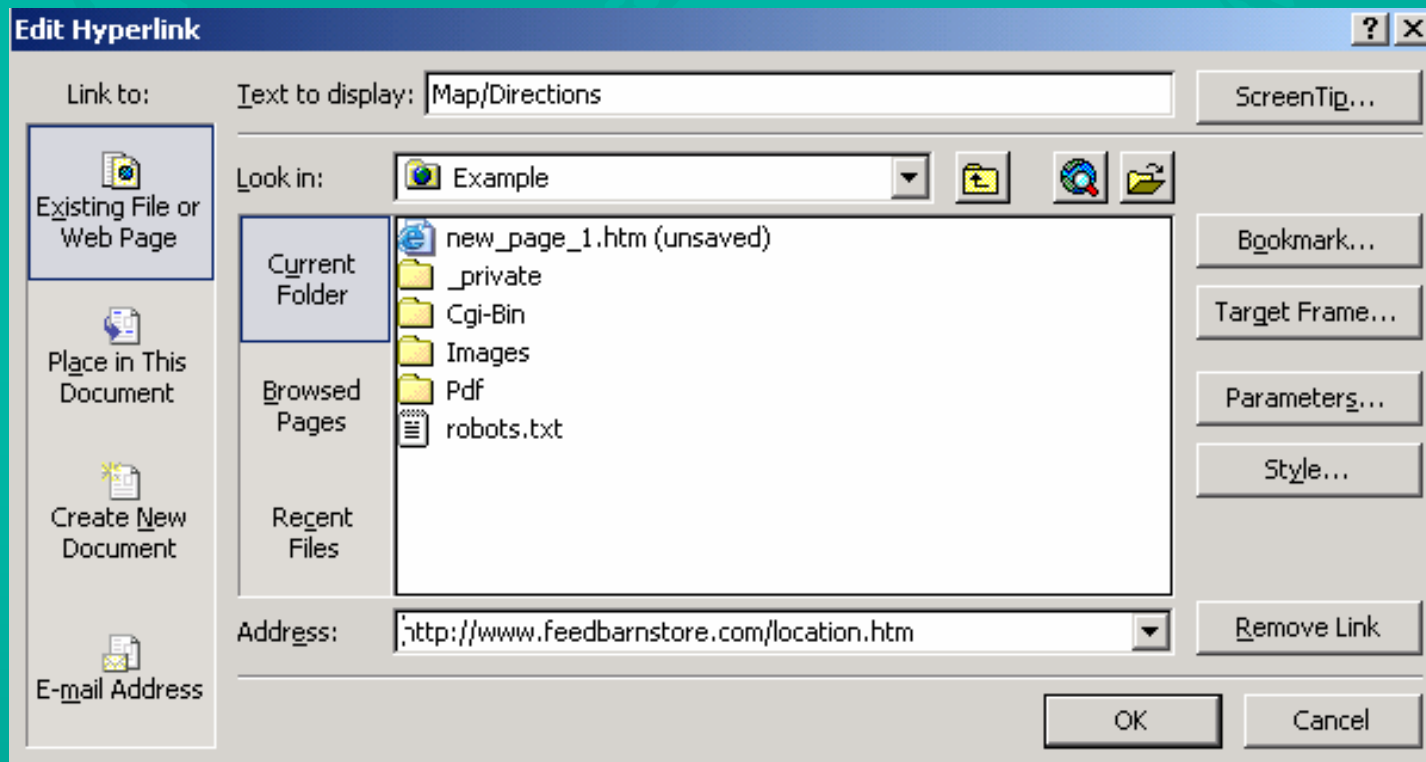 Edit Hyperlink
Link to:
Text to display: Map/Directions
ScreenTip...
Existing File or
Web Page
Look in: Example
Current
Folder
new_page_1.htm (unsaved)
_private
Cgi-Bin
Images
Pdf
robots.txt
Bookmark...
Target Frame...
Parameters...
Style...
Place in This
Document
Browsed
Pages
Create New
Document
Recent
Files
Address: http://www.feedbarnstore.com/location.htm
Remove Link
E-mail Address
OK
Cancel